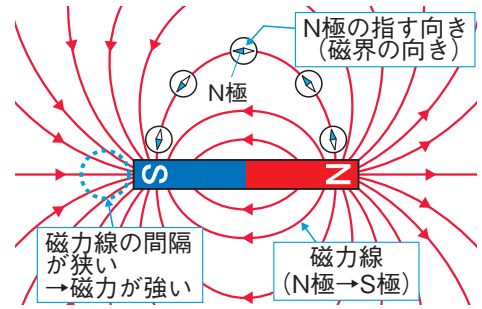 N極の指す向き
（磁界の向き）
N極
S
N
磁力線の間隔
が狭い
→磁力が強い
磁力線
（N極→S極）